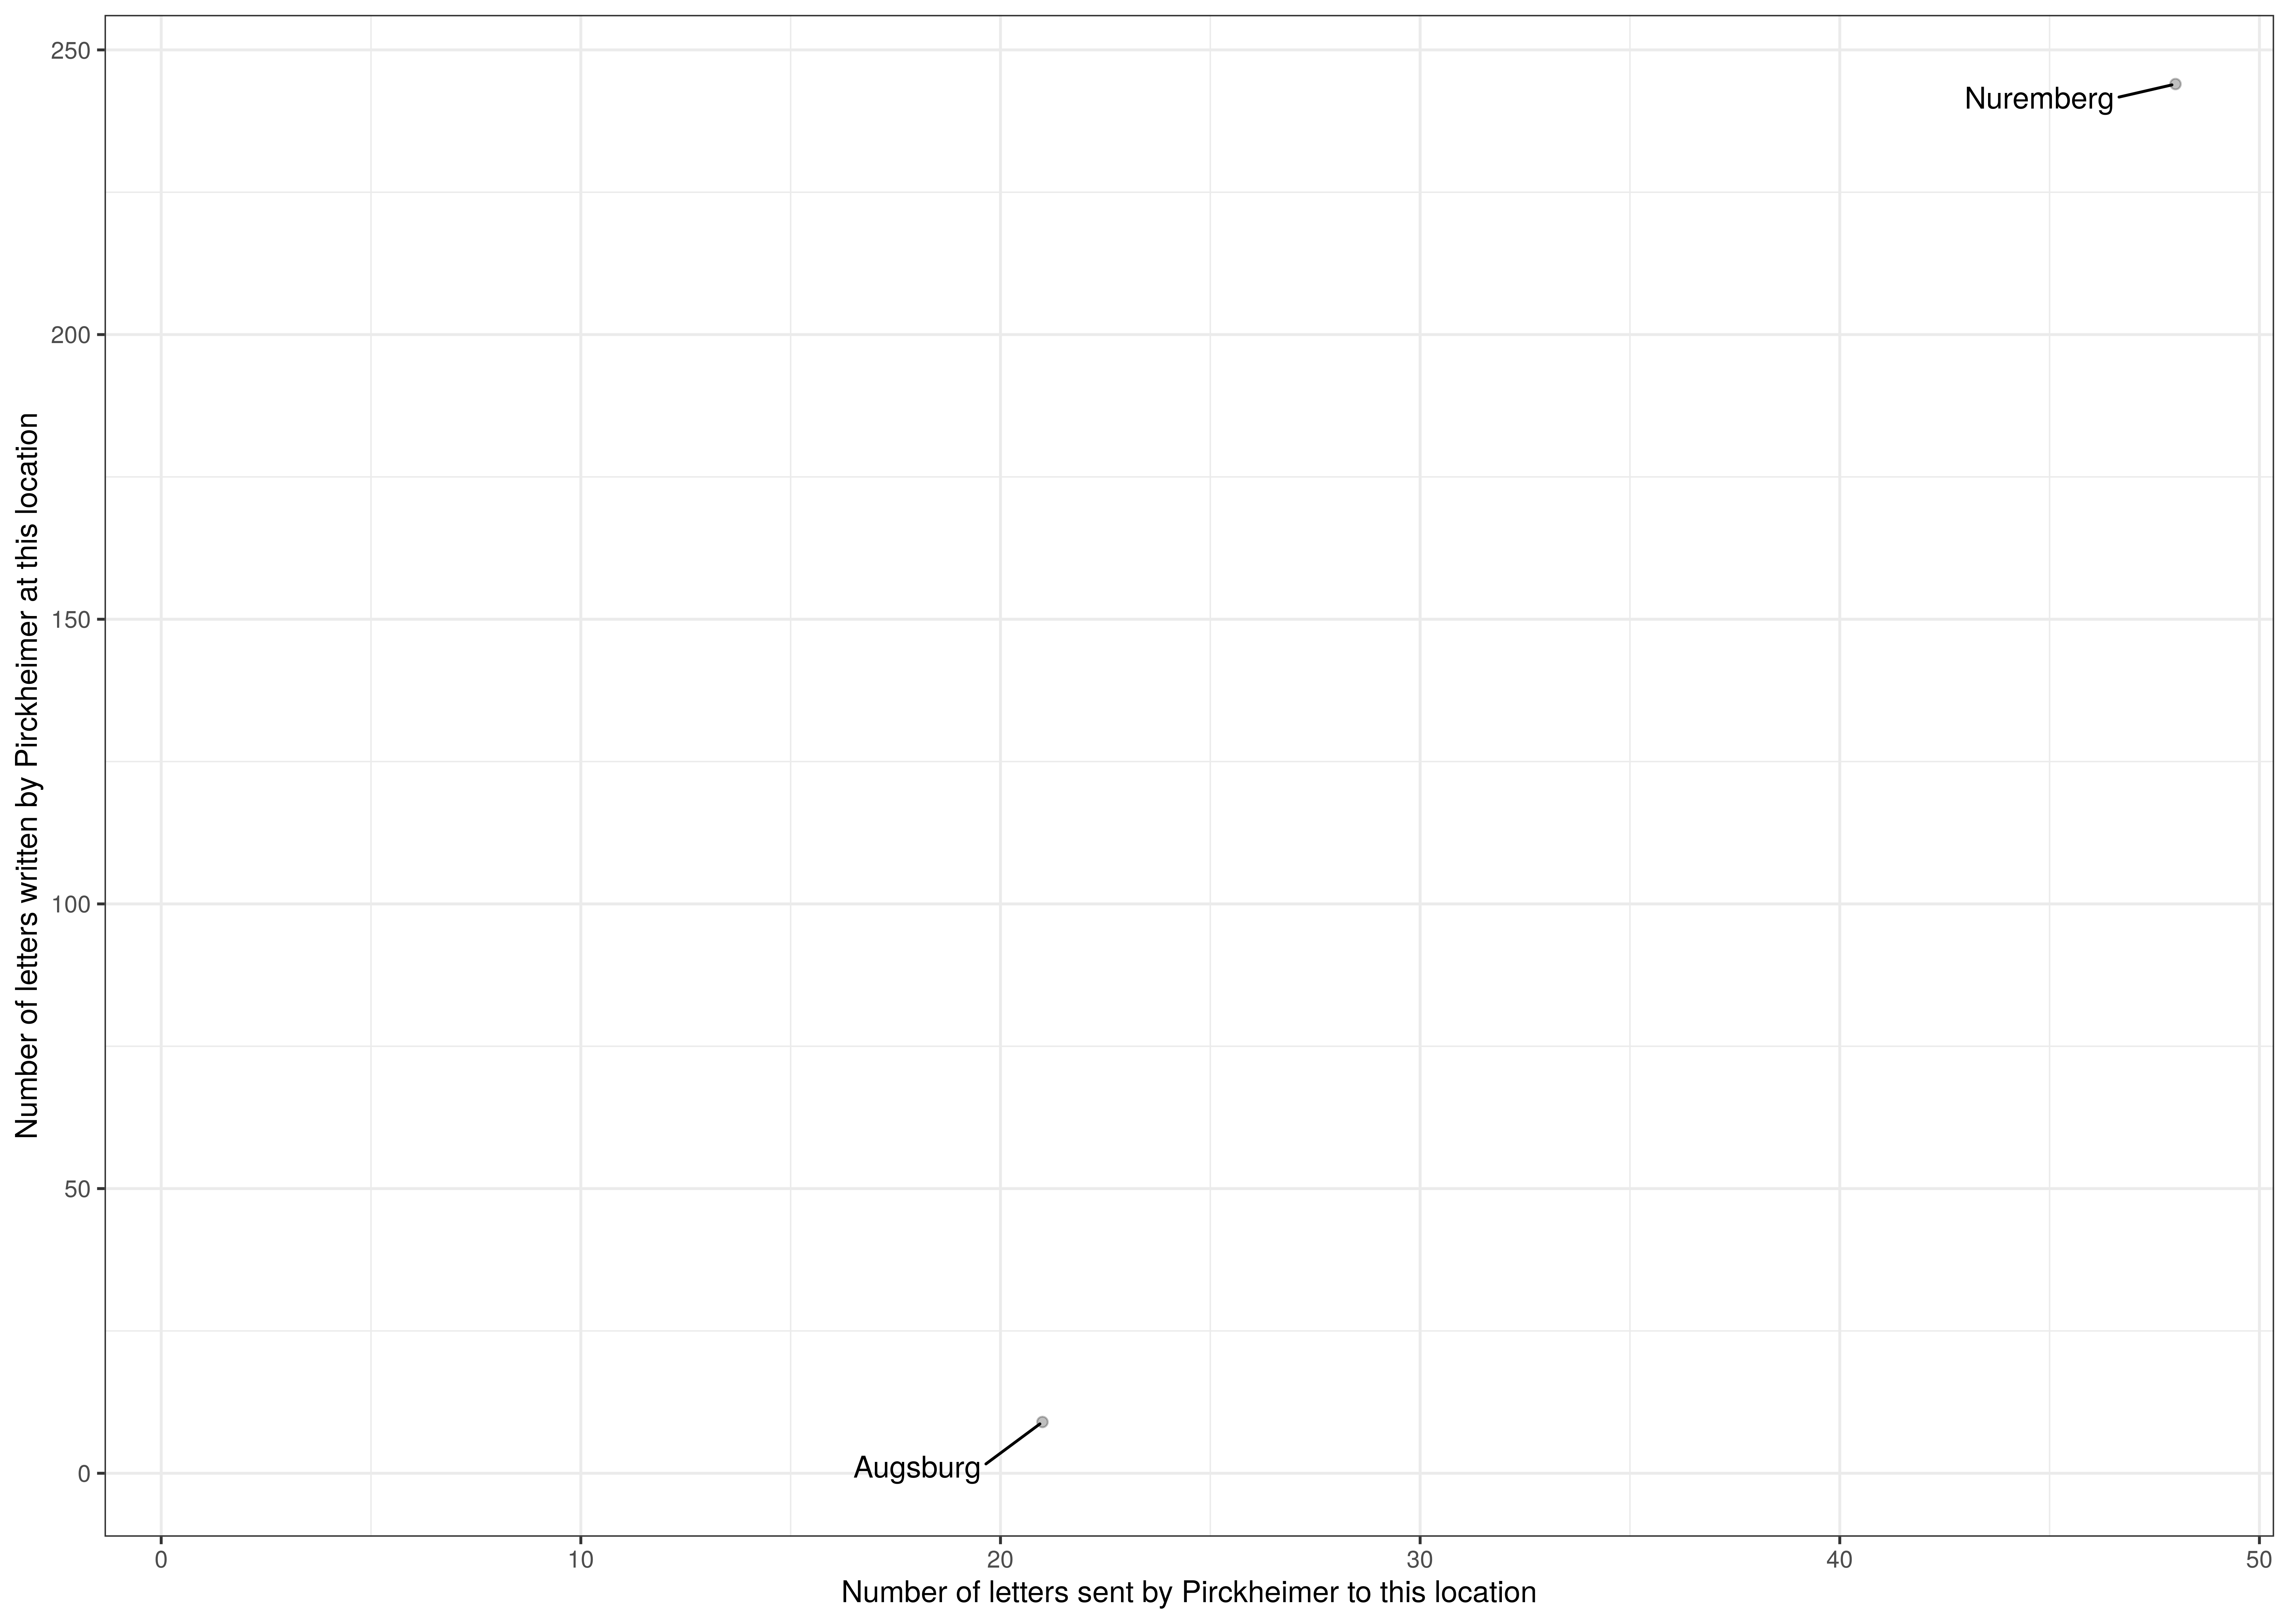 250
Nuremberg
200
150
100
50
Augsburg
0
0 10 20 30 40 50
Number of letters sent by Pirckheimer to this location
Number of letters written by Pirckheimer at this location